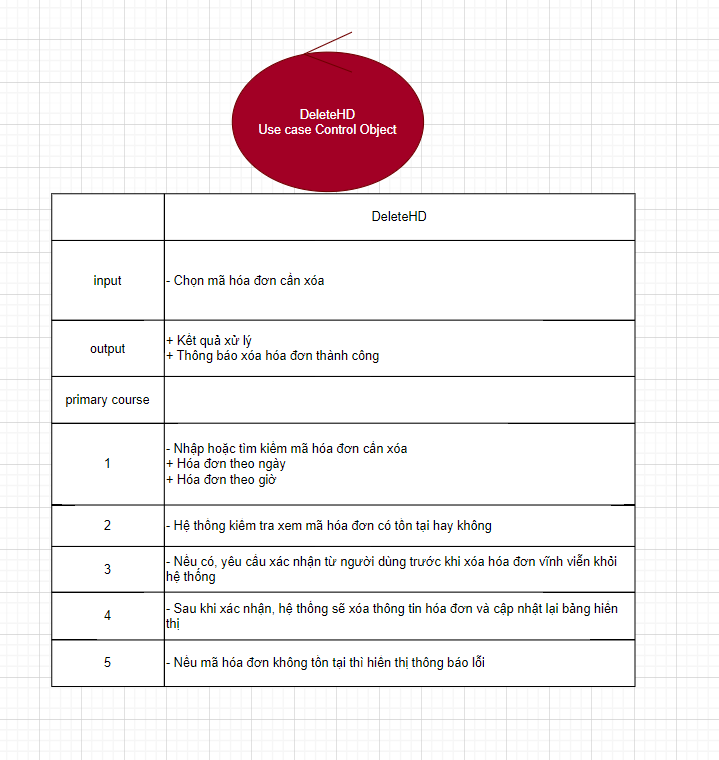 DeleteHD
Use case Control Object
DeleteHD
input
- Chọn mã hóa đơn cần xóa
output
+ Kết quả xử lý
+ Thông báo xóa hóa đơn thành công
primary course
1
- Nhập hoặc tìm kiếm mã hóa đơn cần xóa
+ Hóa đơn theo ngày
+ Hóa đơn theo giờ
2
- Hệ thống kiểm tra xem mã hóa đơn có tồn tại hay không
3
- Nếu có, yêu cầu xác nhận từ người dùng trước khi xóa hóa đơn vĩnh viễn khỏi
hệ thống
4
- Sau khi xác nhận, hệ thống sẽ xóa thông tin hóa đơn và cập nhật lại bảng hiển
thị
5
- Nếu mã hóa đơn không tồn tại thì hiển thị thông báo lỗi